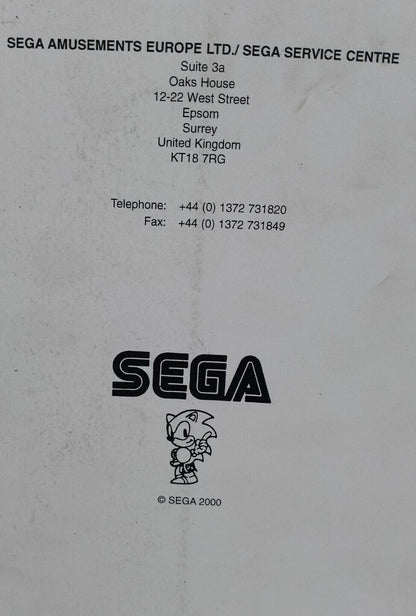 SEGA AMUSEMENTS EUROPE LTD./ SEGA SERVICE CENTRE
Suite 3a
Oaks House
12-22 West Street
Epsom
Surrey
United Kingdom
KT18 7RG
Telephone: +44 (0) 1372 731820
Fax: +44 (0) 1372 731849
SEGA
© SEGA 2000